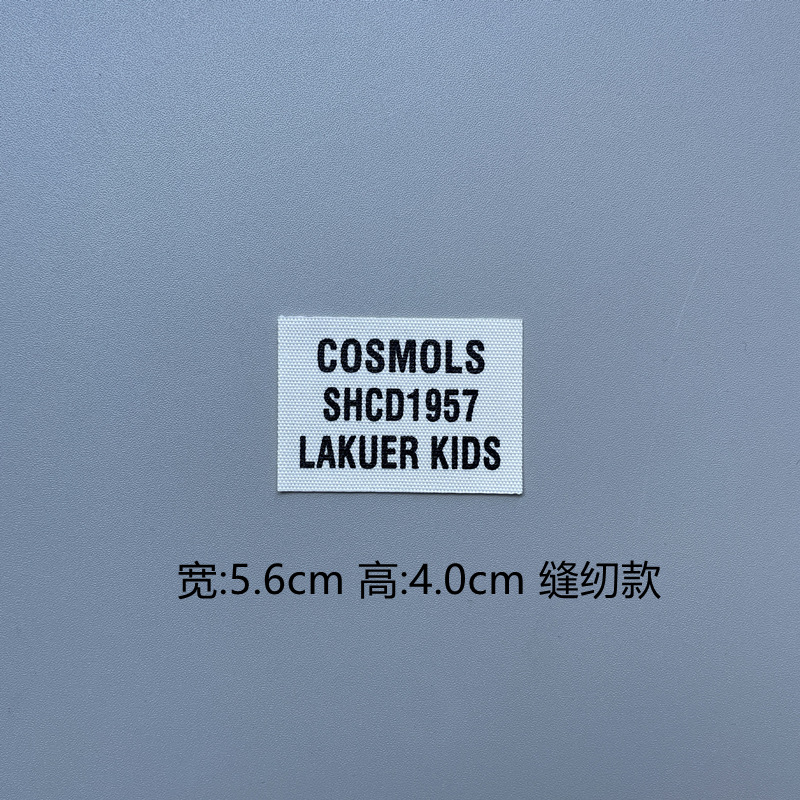 COSMOLS
SHCD1957
LAKUER KIDS
宽:5.6cm 高:4.0cm 缝纫款